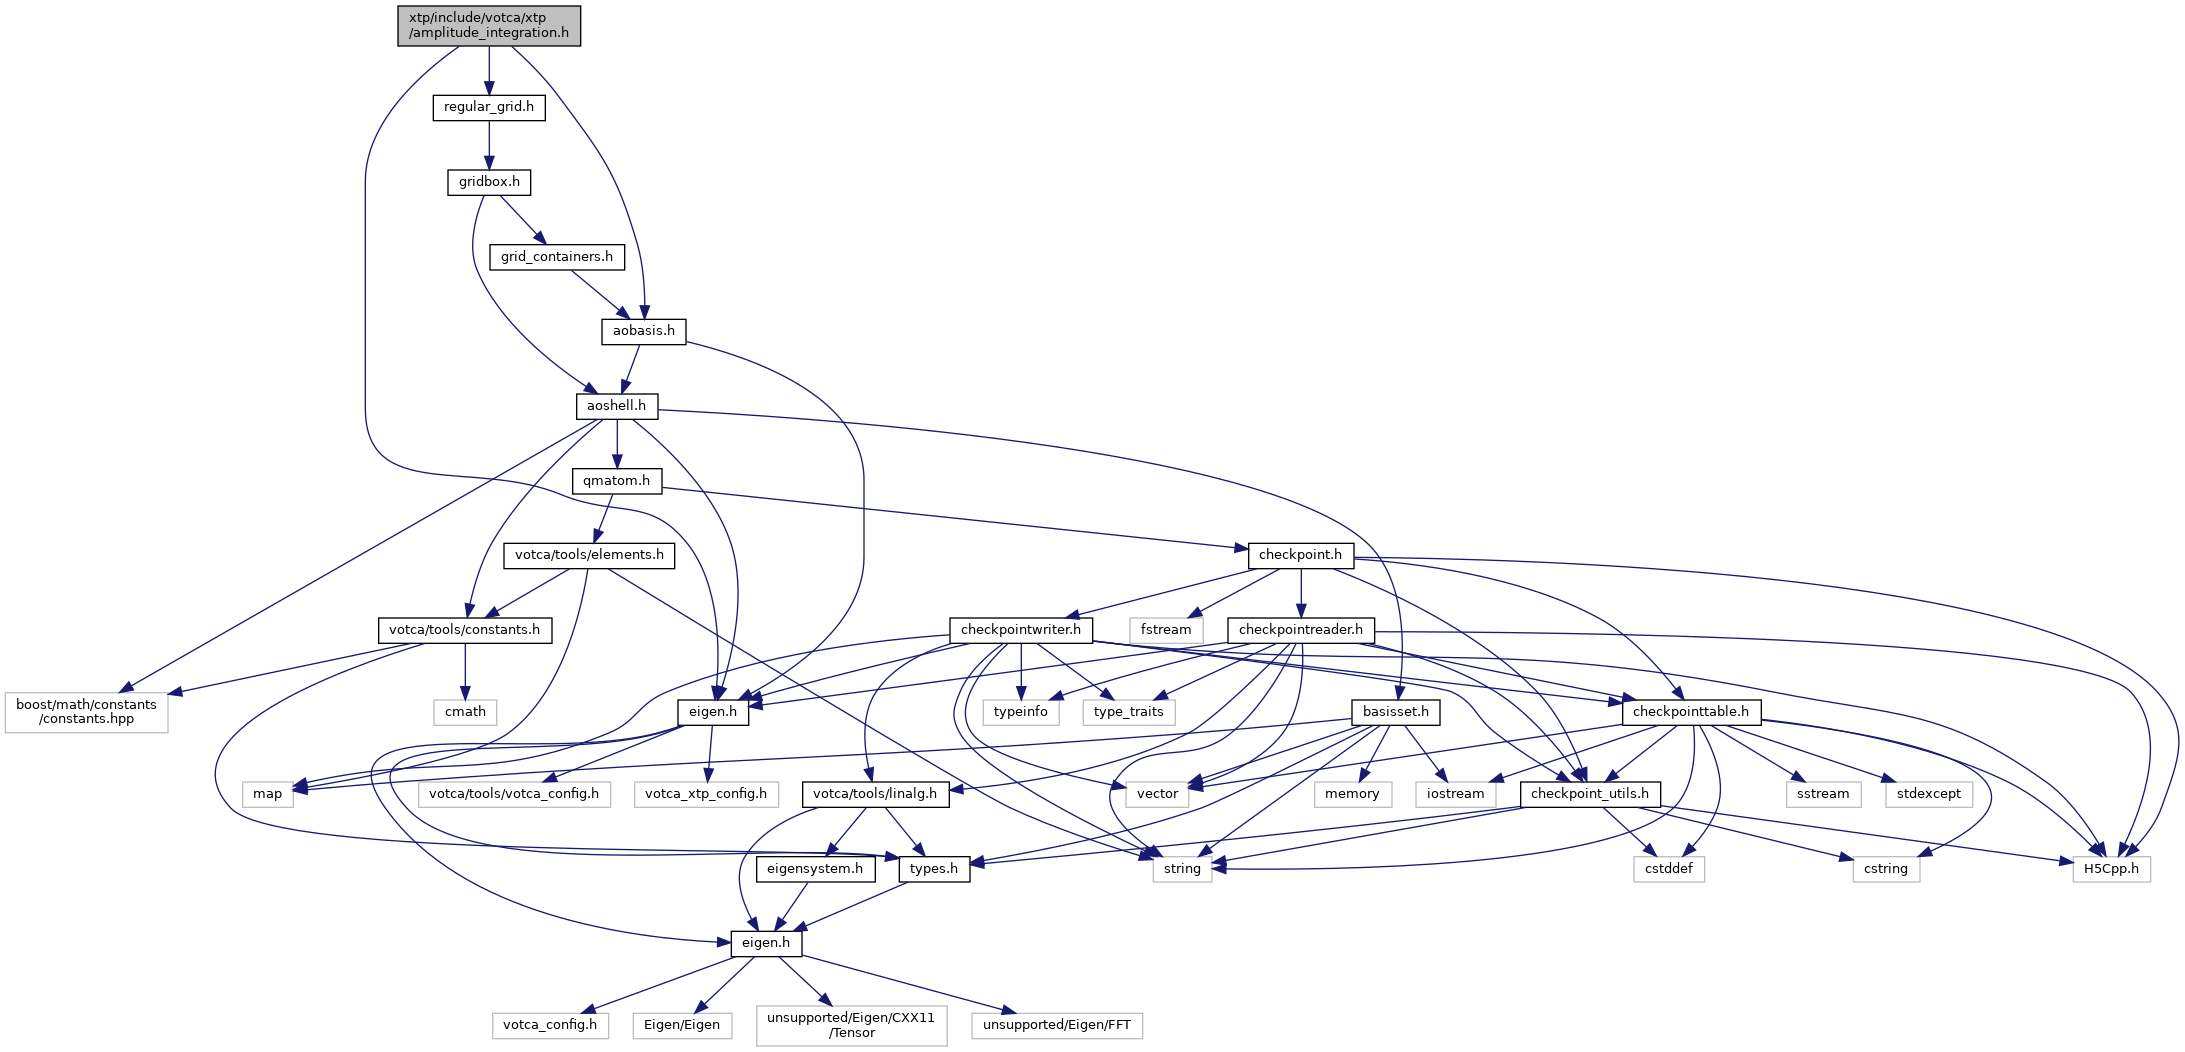 xtp/include/votca/xtp
/amplitude_integration.h
regular_grid.h
gridbox.h
grid_containers.h
aobasis.h
aoshell.h
qmatom.h
votca/tools/elements.h
checkpoint.h
votca/tools/constants.h
checkpointwriter.h
fstream
checkpointreader.h
boost/math/constants
/constants.hpp
cmath
eigen.h
typeinfo
type_traits
basisset.h
checkpointtable.h
map
votca/tools/votca_config.h
votca_xtp_config.h
votca/tools/linalg.h
vector
memory
iostream
checkpoint_utils.h
sstream
stdexcept
eigensystem.h
types.h
string
cstddef
cstring
H5Cpp.h
eigen.h
votca_config.h
Eigen/Eigen
unsupported/Eigen/CXX11
/Tensor
unsupported/Eigen/FFT